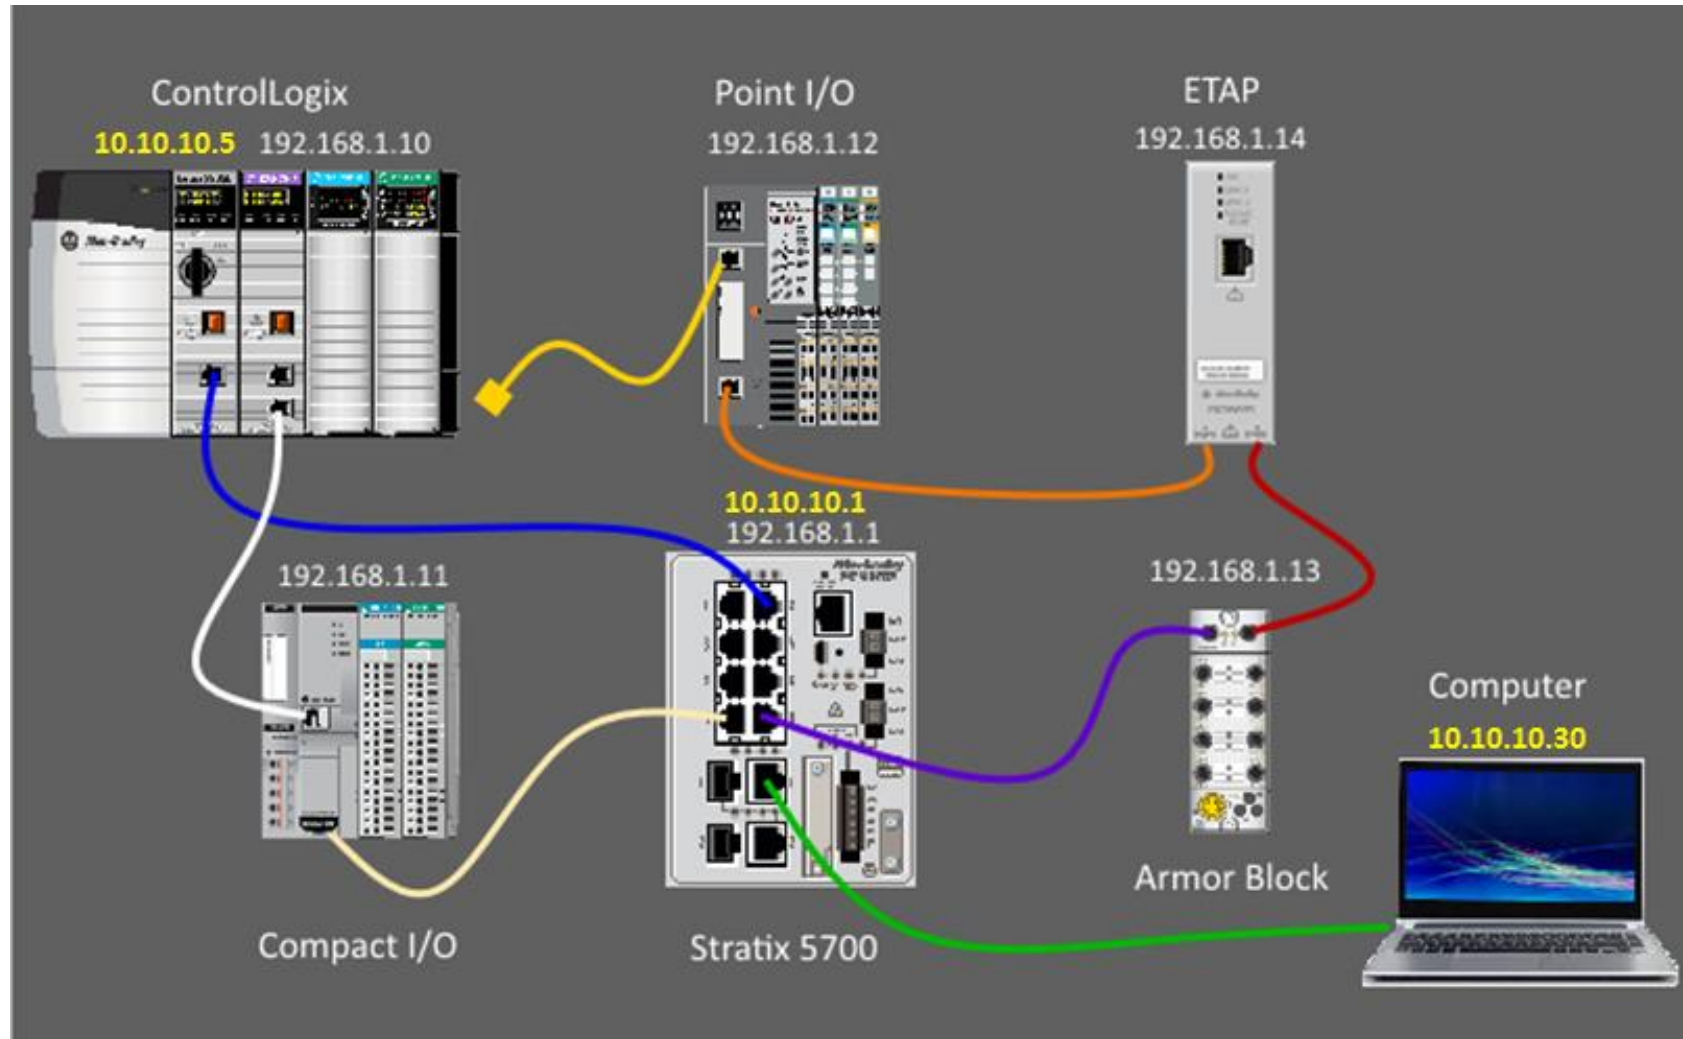 ControlLogix
10.10.10.5 192.168.1.10
Point I/O
192.168.1.12
ETAP
192.168.1.14
10.10.10.1
192.168.1.1
192.168.1.11
192.168.1.13
Computer
10.10.10.30
Armor Block
Compact I/O
Stratix 5700